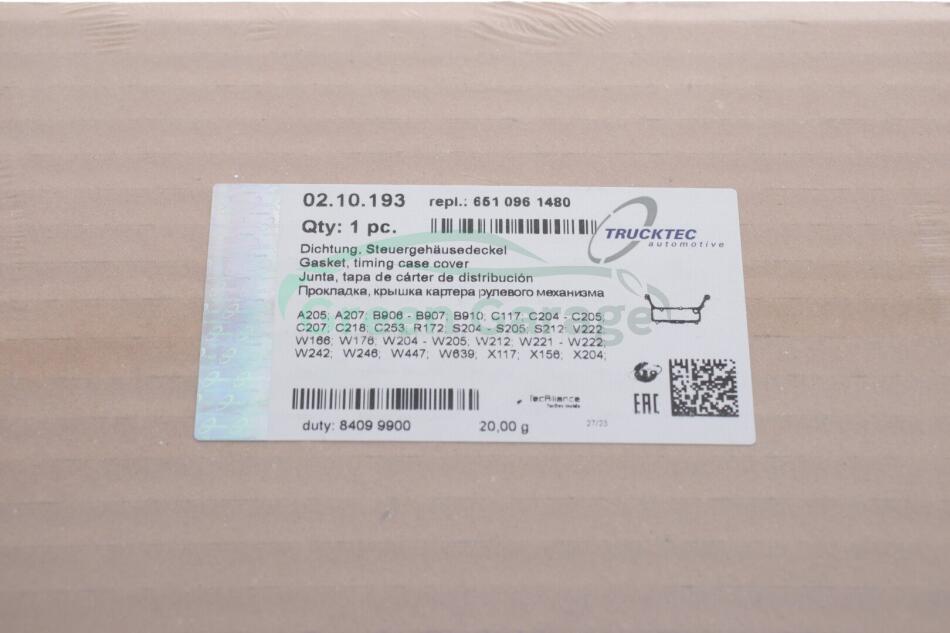 02.10.193 repl.: 651 096 1480
Qty: 1 pc.
TRUCKTEC
automotive
Dichtung, Steuergehäusedeckel
Gasket, timing case cover
Junta, tapa de cárter de distribución
Прокладка, крышка картера рулевого механизма
GreenGarage
A205; A207; B906 - B907; B910; C117; C204 - C205;
C207; C218; C253; R172; S204 - S205; S212; V222;
W166; W176; W204 - W205; W212; W221 - W222;
W242; W246; W447; W639; X117; X156; X204;
EAC
TecAlliance
duty: 8409 9900 20,00 g 27/23